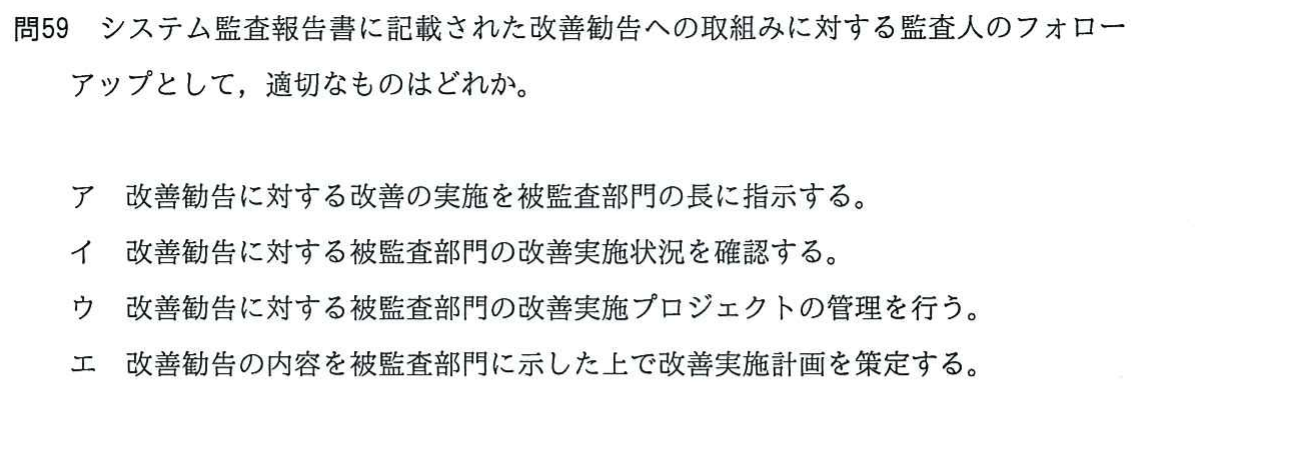 問59 システム監査報告書に記載された改善勧告への取組みに対する監査人のフォロー
アップとして，適切なものはどれか。
ア 改善勧告に対する改善の実施を被監査部門の長に指示する。
イ 改善勧告に対する被監査部門の改善実施状況を確認する。
ウ 改善勧告に対する被監査部門の改善実施プロジェクトの管理を行う。
エ 改善勧告の内容を被監査部門に示した上で改善実施計画を策定する。